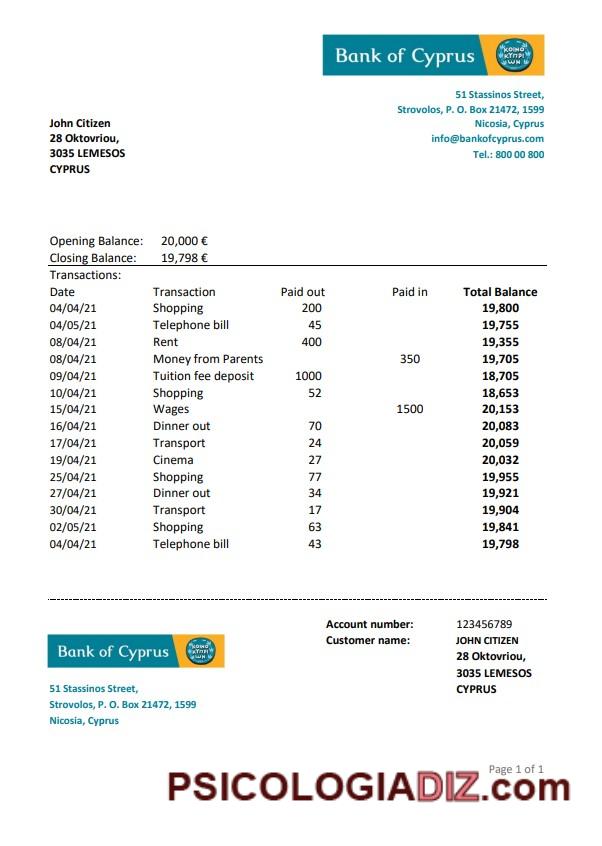 Bank of Cyprus
ΚΟΙΝΟ
ΚΥΠΡΙ
ΩΝ
51 Stassinos Street,
Strovolos, P. O. Box 21472, 1599
Nicosia, Cyprus
info@bankofcyprus.com
Tel.: 800 00 800
John Citizen
28 Oktovriou,
3035 LEMESOS
CYPRUS
Opening Balance: 20,000 €
Closing Balance: 19,798 €
Transactions:
Date Transaction Paid out Paid in Total Balance
04/04/21 Shopping 200 19,800
04/05/21 Telephone bill 45 19,755
08/04/21 Rent 400 19,355
08/04/21 Money from Parents 350 19,705
09/04/21 Tuition fee deposit 1000 18,705
10/04/21 Shopping 52 18,653
15/04/21 Wages 1500 20,153
16/04/21 Dinner out 70 20,083
17/04/21 Transport 24 20,059
19/04/21 Cinema 27 20,032
25/04/21 Shopping 77 19,955
27/04/21 Dinner out 34 19,921
30/04/21 Transport 17 19,904
02/05/21 Shopping 63 19,841
04/04/21 Telephone bill 43 19,798
Account number: 123456789
Customer name: JOHN CITIZEN
28 Oktovriou,
3035 LEMESOS
CYPRUS
Bank of Cyprus
ΚΟΙΝΟ
ΚΥΠΡΙ
ΩΝ
51 Stassinos Street,
Strovolos, P. O. Box 21472, 1599
Nicosia, Cyprus
Page 1 of 1
PSICOLOGIADIZ.com